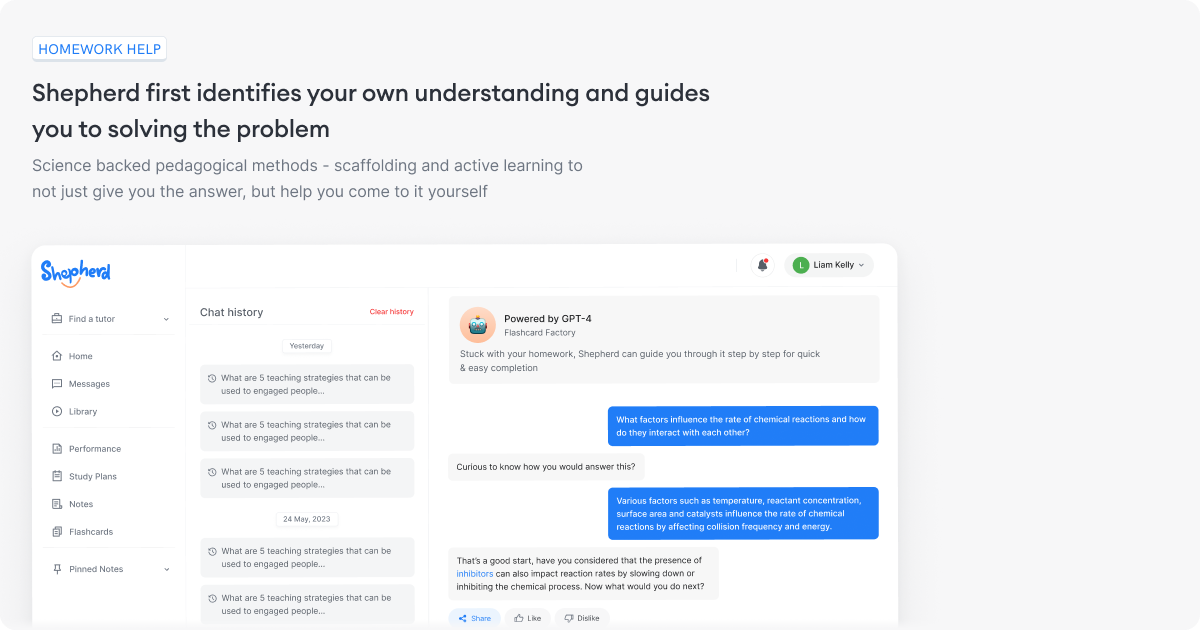 HOMEWORK HELP
Shepherd first identifies your own understanding and guides
you to solving the problem
Science backed pedagogical methods - scaffolding and active learning to
not just give you the answer, but help you come to it yourself
Shepherd
L Liam Kelly
Find a tutor
Home
Messages
Library
Performance
Study Plans
Notes
Flashcards
Pinned Notes
Chat history
Clear history
Yesterday
What are 5 teaching strategies that can be
used to engaged people...
What are 5 teaching strategies that can be
used to engaged people...
What are 5 teaching strategies that can be
used to engaged people...
24 May, 2023
What are 5 teaching strategies that can be
used to engaged people...
What are 5 teaching strategies that can be
used to engaged people...
Powered by GPT-4
Flashcard Factory
Stuck with your homework, Shepherd can guide you through it step by step for quick
& easy completion
What factors influence the rate of chemical reactions and how
do they interact with each other?
Curious to know how you would answer this?
Various factors such as temperature, reactant concentration,
surface area and catalysts influence the rate of chemical
reactions by affecting collision frequency and energy.
That's a good start, have you considered that the presence of
inhibitors can also impact reaction rates by slowing down or
inhibiting the chemical process. Now what would you do next?
Share
Like
Dislike